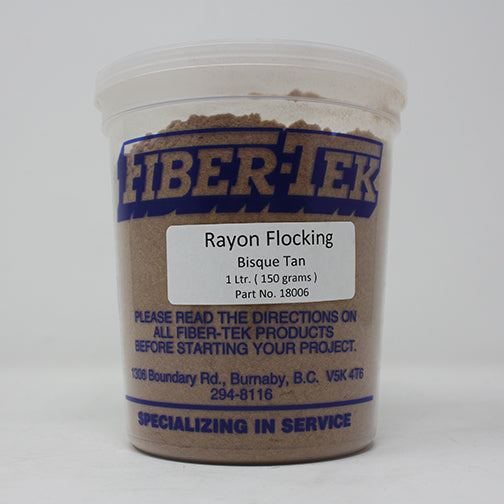 FIBER-TEK
Rayon Flocking
Bisque Tan
1 Ltr. ( 150 grams )
Part No. 18006
PLEASE READ THE DIRECTIONS ON
ALL FIBER-TEK PRODUCTS
BEFORE STARTING YOUR PROJECT.
1306 Boundary Rd., Burnaby, B.C. V5K 4T6
294-8116
SPECIALIZING IN SERVICE